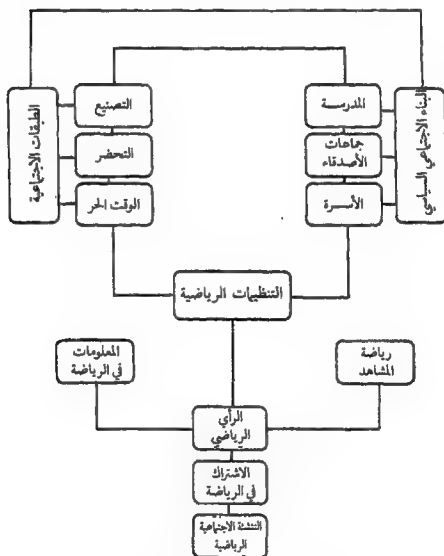 البناء الاجتماعي السياسي
المدرسة
جماعات
الأصدقاء
الأسرة
التصنيع
التحضر
الوقت الحر
الطبقات الاجتماعية
التنظيمات الرياضية
رياضة
المشاهد
المعلومات
في الرياضة
الرأي
الرياضي
الاشتراك
في الرياضة
التنشئة الاجتماعية
الرياضية